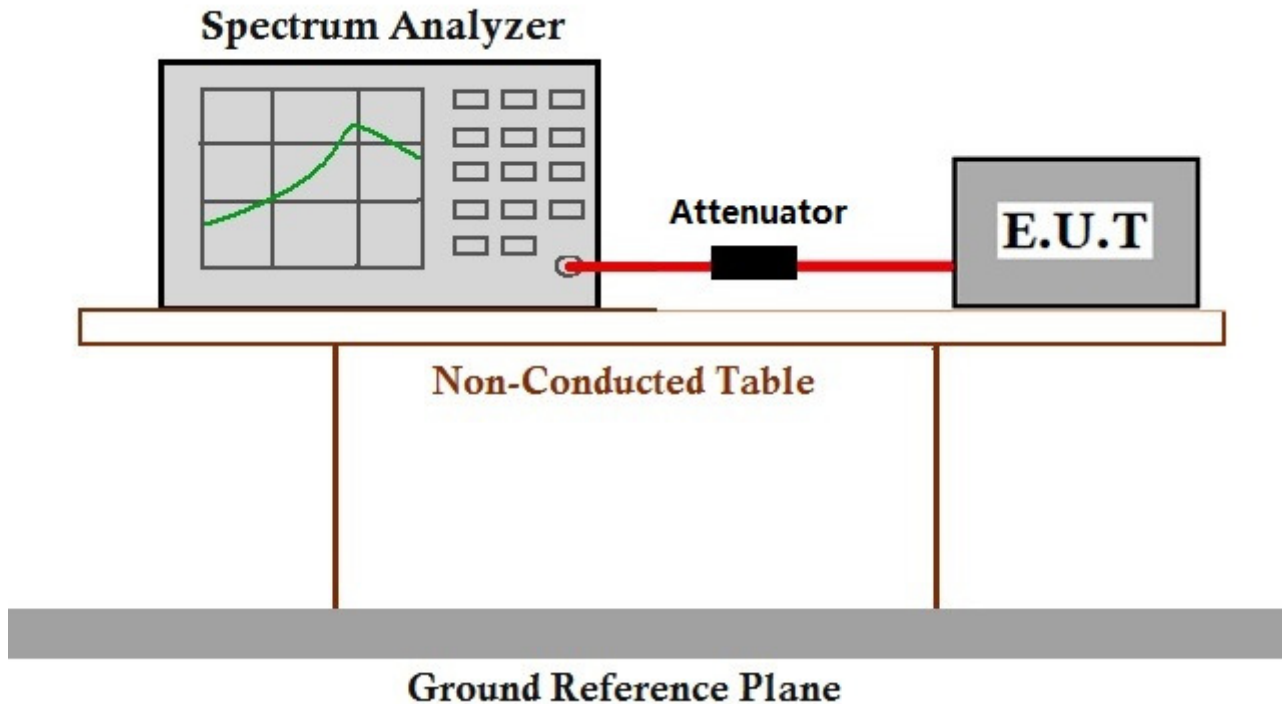 Spectrum Analyzer
Attenuator
E.U.T
Non-Conducted Table
Ground Reference Plane